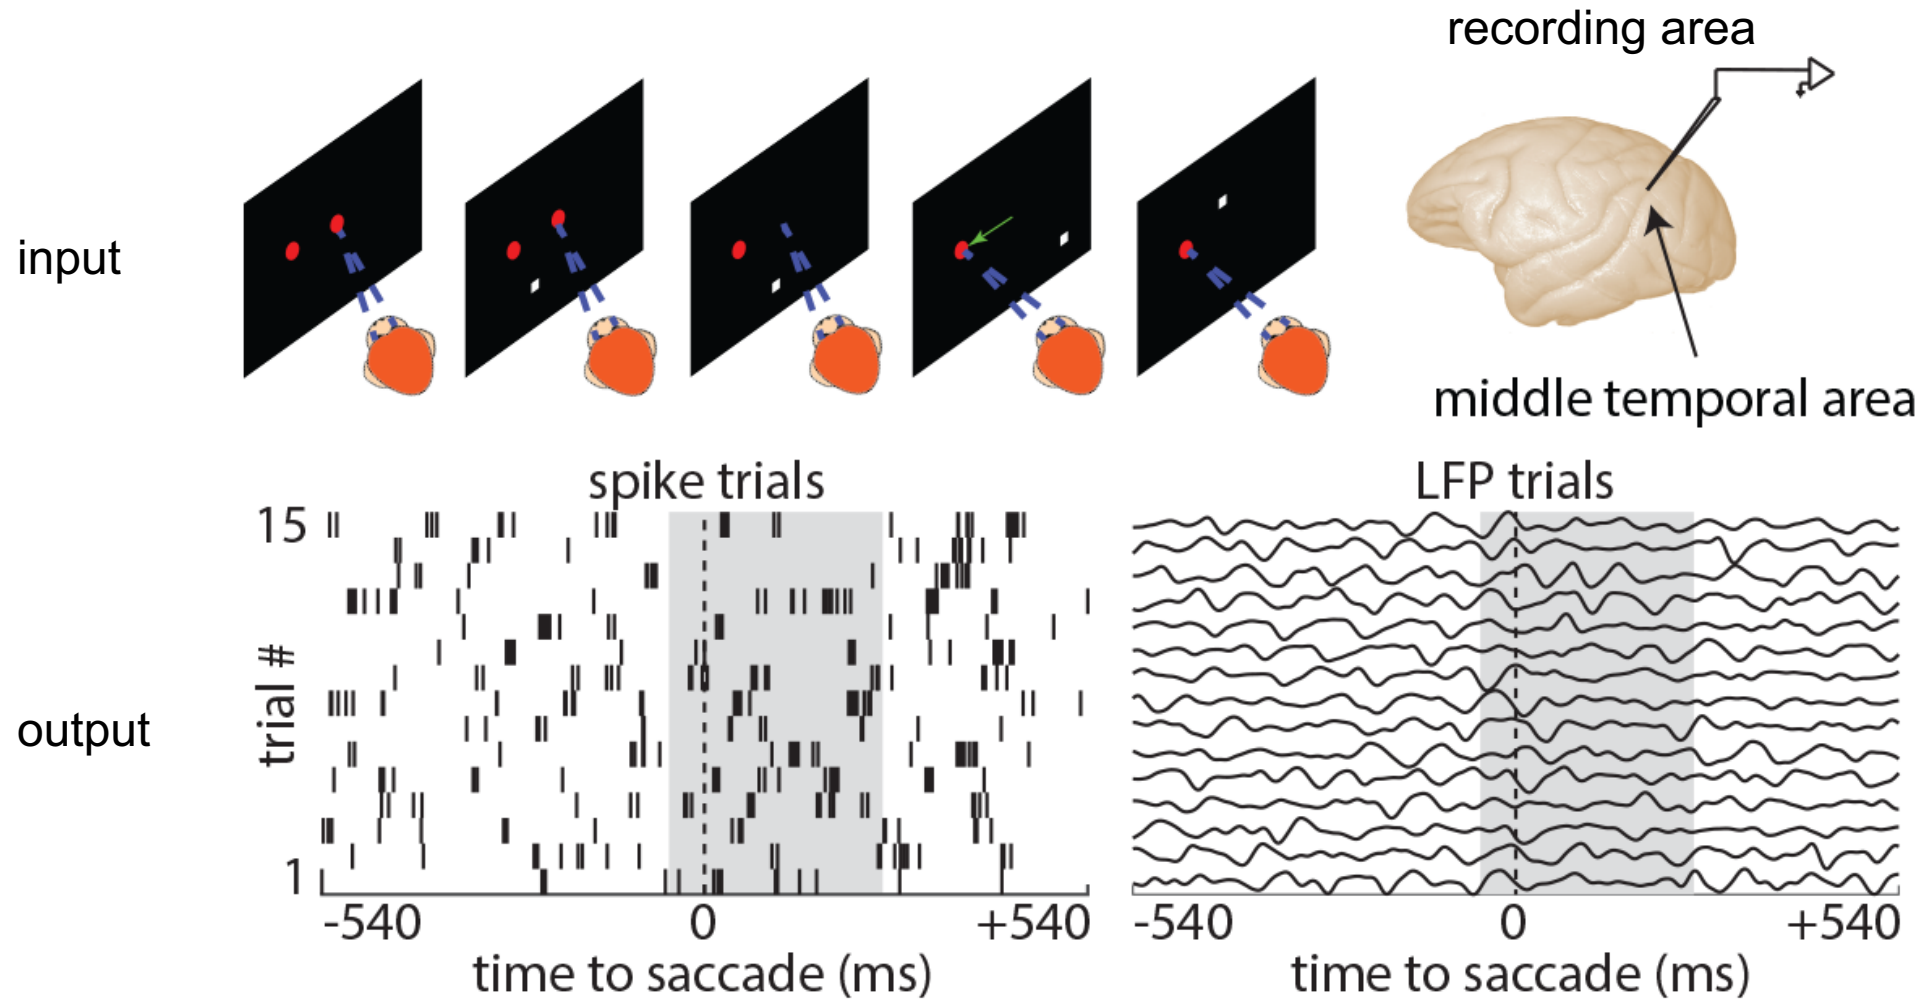 recording area
input
middle temporal area
spike trials
LFP trials
15
trial #
output
1
-540 0 +540
-540 0 +540
time to saccade (ms)
time to saccade (ms)